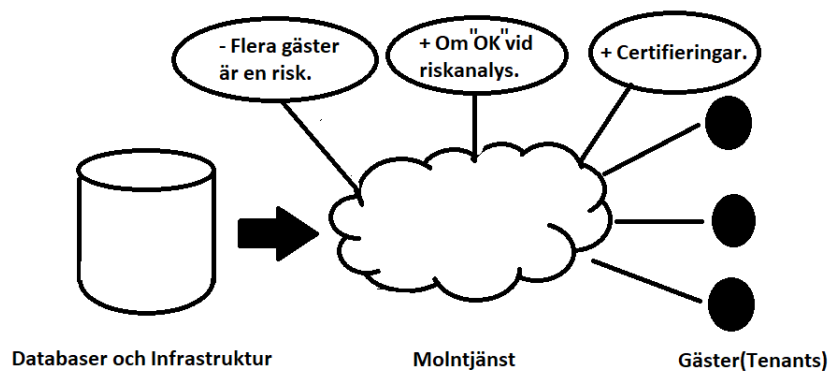 - Flera gäster
är en risk.
+ Om "OK" vid
riskanalys.
+ Certifieringar.
Databaser och Infrastruktur
Molntjänst
Gäster(Tenants)